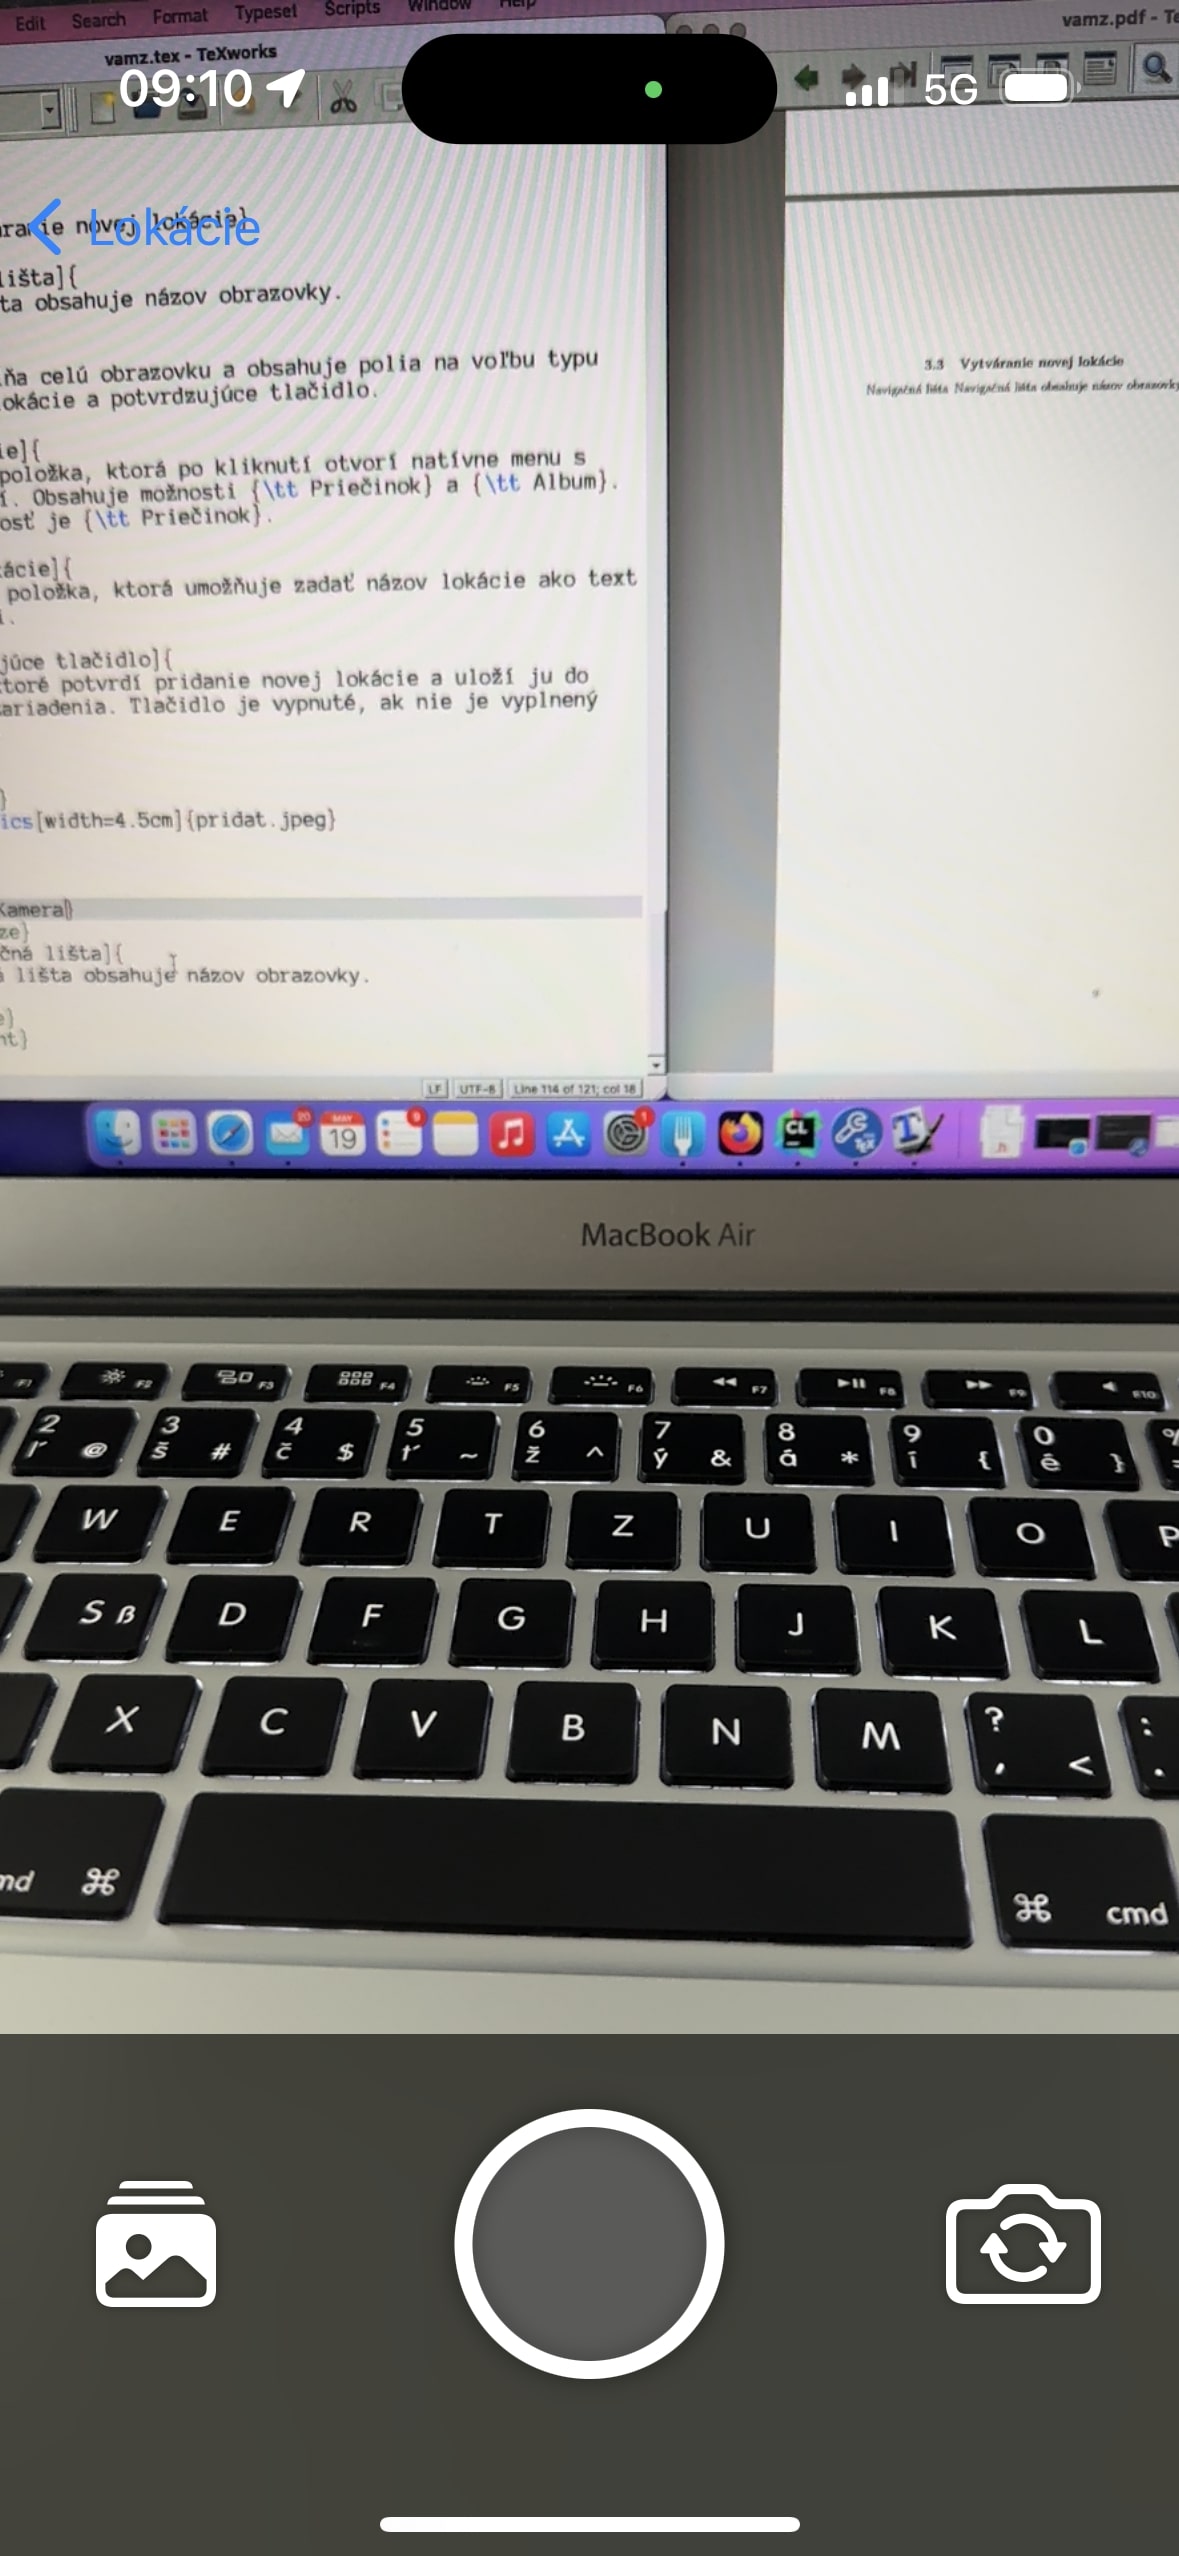 Edit Search Format Typeset Scripts Window Help
vamz.pdf - Te
vamz.tex - TeXworks
09:10
5G
Lokácie
ranie novej lokácie}
lišta]{
ta obsahuje názov obrazovky.
ňa celú obrazovku a obsahuje polia na voľbu typu
okácie a potvrdzujúce tlačidlo.
ie]{
položka, ktorá po kliknutí otvorí natívne menu s
í. Obsahuje možnosti {\tt Priečinok} a {\tt Album}.
osť je {\tt Priečinok}.
ácie]{
položka, ktorá umožňuje zadať názov lokácie ako text
i.
júce tlačidlo]{
toré potvrdí pridanie novej lokácie a uloží ju do
ariadenia. Tlačidlo je vypnuté, ak nie je vyplnený
}
ics[width=4.5cm]{pridat.jpeg}
Kamera}
ze}
čná lišta]{
á lišta obsahuje názov obrazovky.
e}
nt}
LF UTF-8 Line 114 of 121; col 18
3.3 Vytváranie novej lokácie
Navigačná lišta Navigačná lišta obsahuje názov obrazovky
20
MAY
19
9
1
CL
TeX
MacBook Air
F1 F2 F3 F4 F5 F6 F7 F8 F9 F10
2 3 4 5 6 7 8 9 0 %
ľ @ š # č $ ť ~ ž ^ ý & á * í { é } =
W E R T Z U I O P
S ß D F G H J K L
X C V B N M ? , < : .
md ⌘ ⌘ cmd